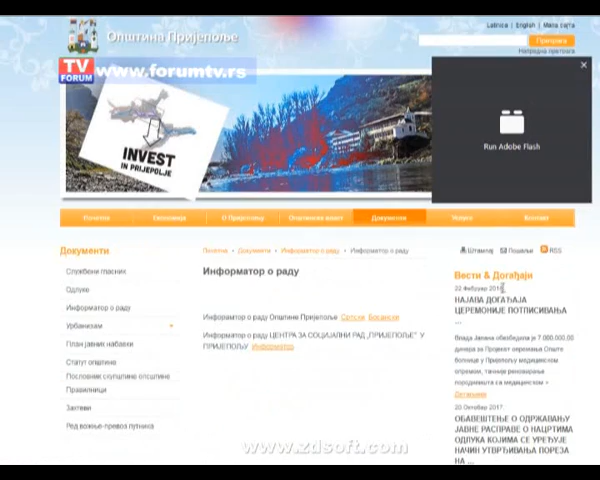 Latinica | English | Мапа сајта
Општина Пријепоље
Претрага
Напредна претрага
TV FORUM
www.forumtv.rs
INVEST
IN PRIJEPOLJE
Run Adobe Flash
Почетна
Економија
О Пријепољу
Документи
Услуге
Контакт
Документи
Службени гласник
Одлуке
Информатор о раду
Урбанизам
План јавних набавки
Статут општине
Пословник скупштине општине
Правилници
Захтеви
Ред вожње-превоз путника
Почетна • Документи • Информатор о раду • Информатор о раду
Штампај Пошаљи RSS
Информатор о раду
Информатор о раду Општине Пријепоље Српски Босански
Информатор о раду ЦЕНТРА ЗА СОЦИЈАЛНИ РАД „ПРИЈЕПОЉЕ" У
ПРИЈЕПОЉУ Информатор
Вести & Догађаји
22 Фебруар
НАЈАВА ДОГАЂАЈА
ЦЕРЕМОНИЈЕ ПОТПИСИВАЊА
...
Влада Јапана обезбедила је 7.000.000,00
динара за Пројекат опремања Опште
болнице у Пријепољу медицинском
опремом, тачније реновирање
породилишта са медицинском »
Детаљније
20 Октобар 2017.
ОБАВЕШТЕЊЕ О ОДРЖАВАЊУ
ЈАВНЕ РАСПРАВЕ О НАЦРТИМА
ОДЛУКА КОЈИМА СЕ УРЕЂУЈЕ
НАЧИН УТВРЂИВАЊА ПОРЕЗА
НА ...
www.zdsoft.com